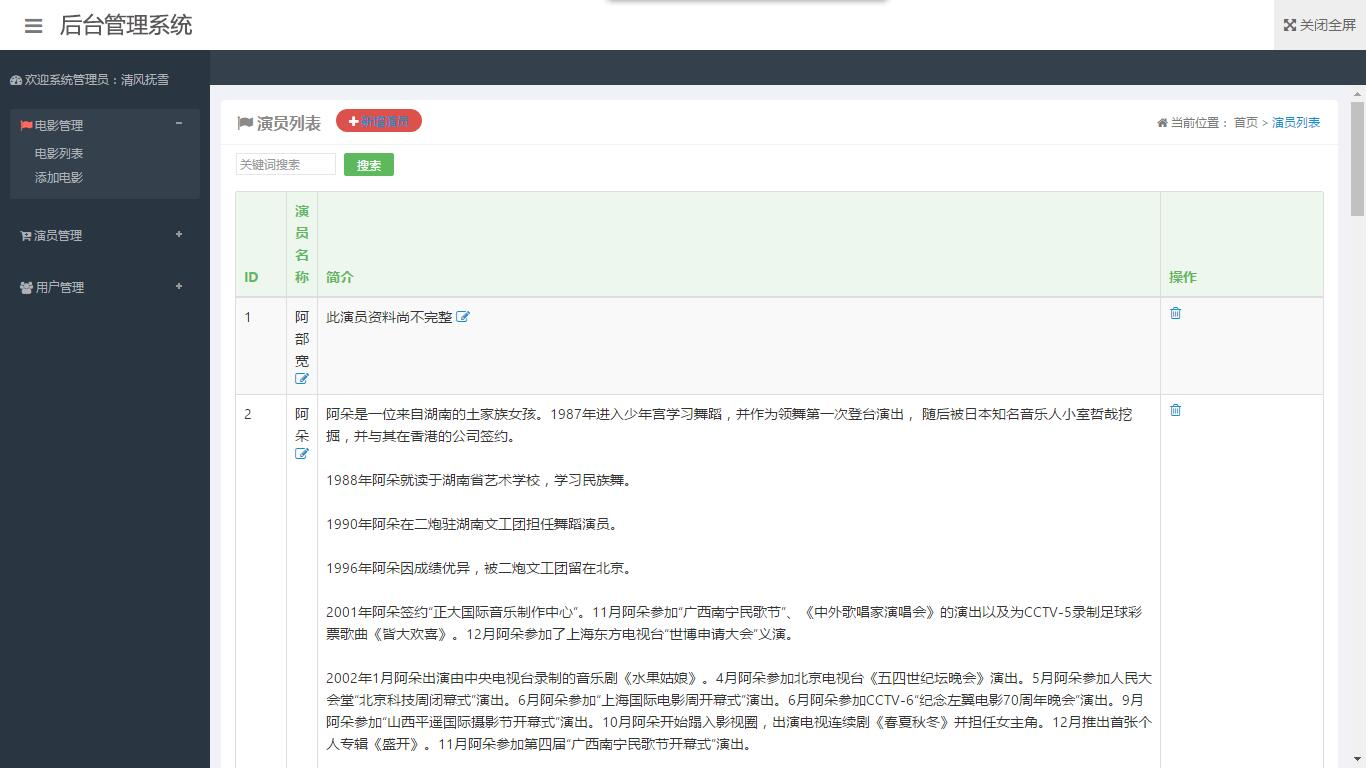 后台管理系统
关闭全屏
欢迎系统管理员：清风抚雪
电影管理
电影列表
添加电影
演员管理
用户管理
演员列表
新增演员
当前位置： 首页 > 演员列表
关键词搜索
搜索
ID
演员名称
简介
操作
1
阿部宽
此演员资料尚不完整
2
阿朵
阿朵是一位来自湖南的土家族女孩。1987年进入少年宫学习舞蹈，并作为领舞第一次登台演出， 随后被日本知名音乐人小室哲哉挖
掘，并与其在香港的公司签约。
1988年阿朵就读于湖南省艺术学校，学习民族舞。
1990年阿朵在二炮驻湖南文工团担任舞蹈演员。
1996年阿朵因成绩优异，被二炮文工团留在北京。
2001年阿朵签约“正大国际音乐制作中心”。11月阿朵参加“广西南宁民歌节”、《中外歌唱家演唱会》的演出以及为CCTV-5录制足球彩
票歌曲《皆大欢喜》。12月阿朵参加了上海东方电视台“世博申请大会”义演。
2002年1月阿朵出演由中央电视台录制的音乐剧《水果姑娘》。4月阿朵参加北京电视台《五四世纪坛晚会》演出。5月阿朵参加人民大
会堂“北京科技周闭幕式”演出。6月阿朵参加“上海国际电影周开幕式”演出。6月阿朵参加CCTV-6“纪念左翼电影70周年晚会”演出。9月
阿朵参加“山西平遥国际摄影节开幕式”演出。10月阿朵开始踏入影视圈，出演电视连续剧《春夏秋冬》并担任女主角。12月推出首张个
人专辑《盛开》。11月阿朵参加第四届“广西南宁民歌节开幕式”演出。